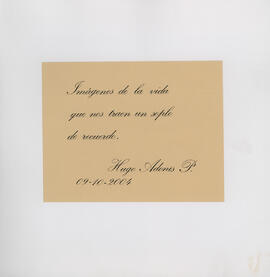 Imágenes de la vida
que nos traen un soplo
de recuerdo.
Hugo Adonis P.
09-10-2004